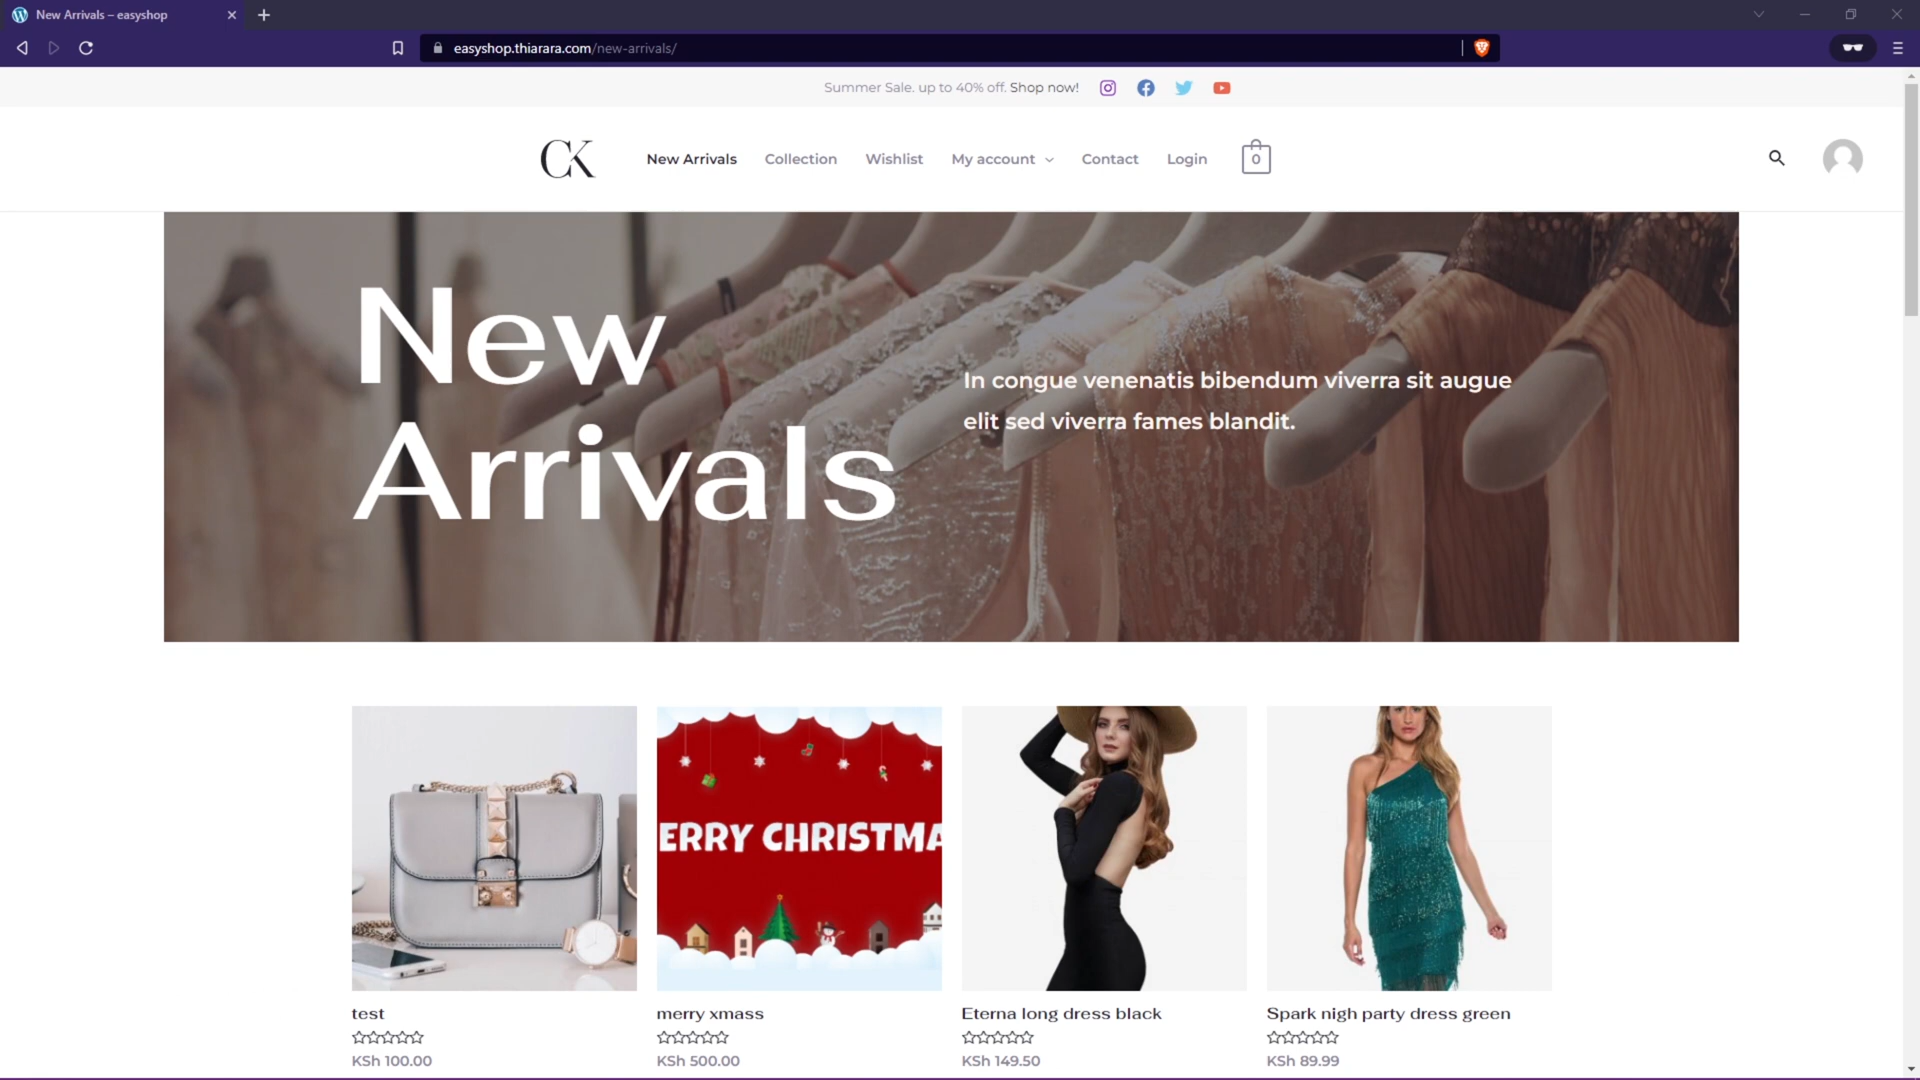 New Arrivals – easyshop
easyshop.thiarara.com/new-arrivals/
Summer Sale. up to 40% off. Shop now!
CK New Arrivals Collection Wishlist My account Contact Login 0
New
Arrivals
In congue venenatis bibendum viverra sit augue
elit sed viverra fames blandit.
ERRY CHRISTMA
test
KSh 100.00
merry xmass
KSh 500.00
Eterna long dress black
KSh 149.50
Spark nigh party dress green
KSh 89.99